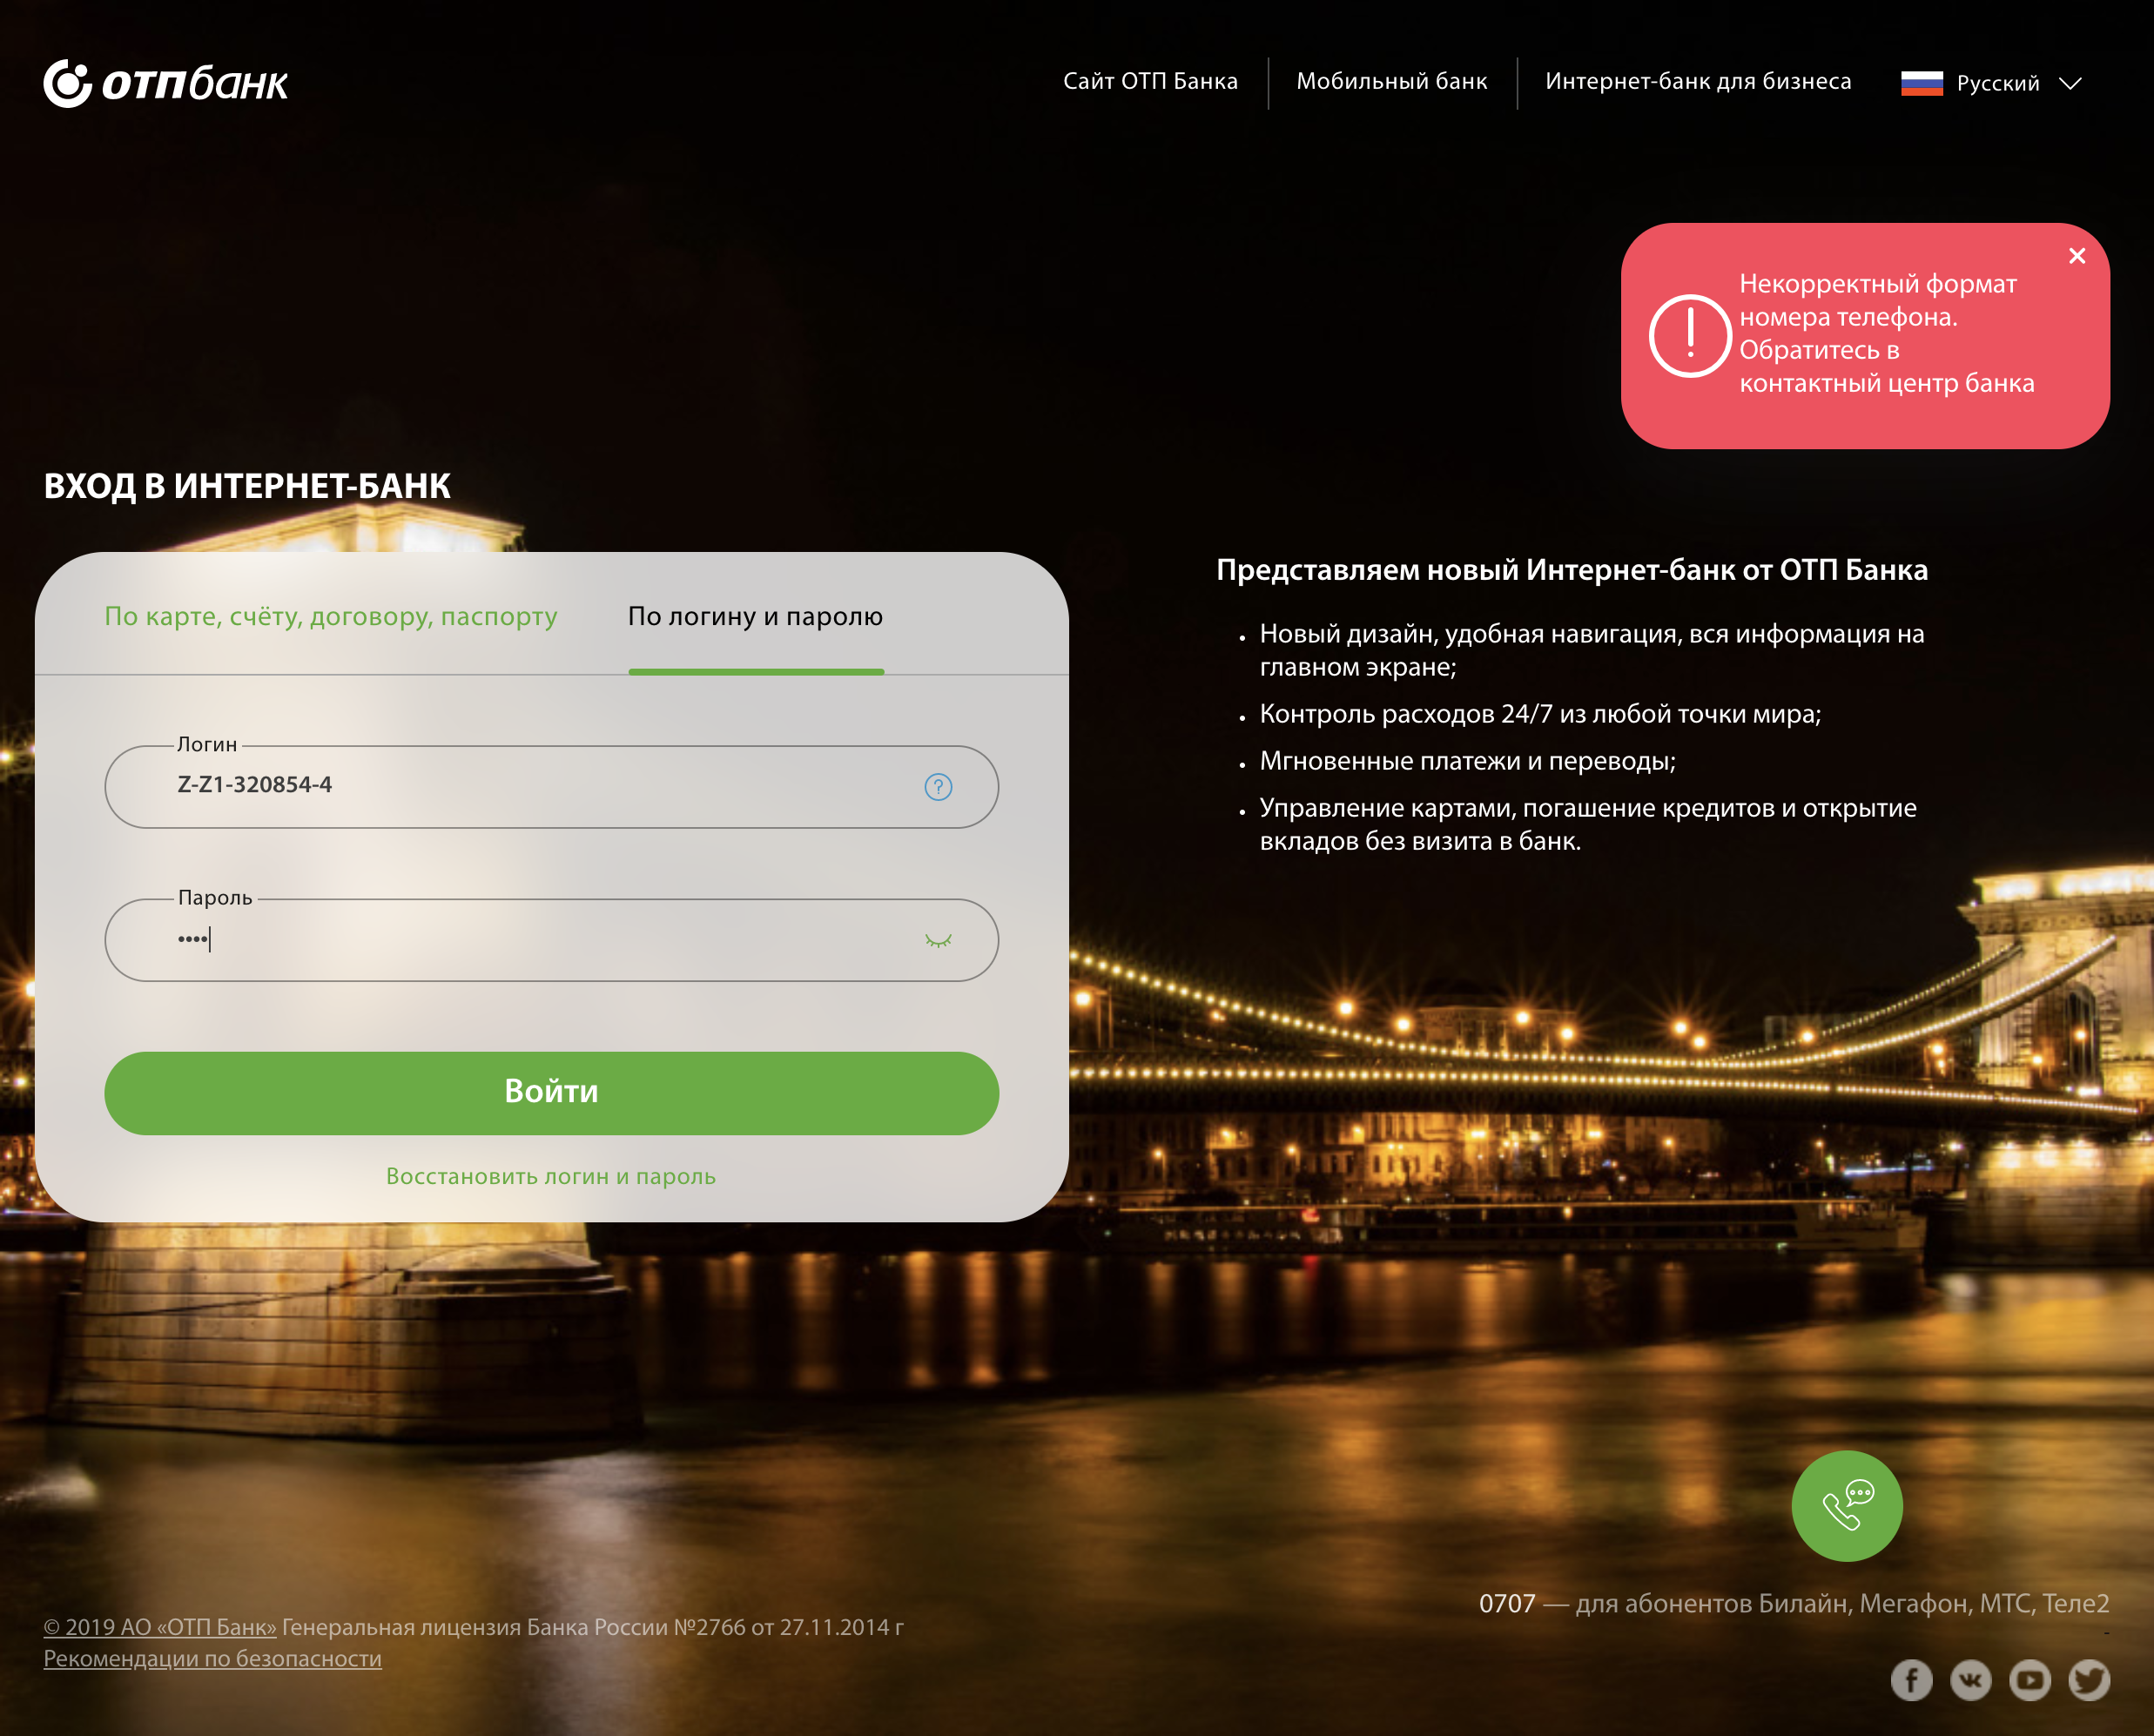 отпбанк
Сайт ОТП Банка
Мобильный банк
Интернет-банк для бизнеса
Русский
Некорректный формат
номера телефона.
Обратитесь в
контактный центр банка
ВХОД В ИНТЕРНЕТ-БАНК
По карте, счёту, договору, паспорту
По логину и паролю
Логин
Z-Z1-320854-4
?
Пароль
••••
Войти
Восстановить логин и пароль
Представляем новый Интернет-банк от ОТП Банка
• Новый дизайн, удобная навигация, вся информация на
главном экране;
• Контроль расходов 24/7 из любой точки мира;
• Мгновенные платежи и переводы;
• Управление картами, погашение кредитов и открытие
вкладов без визита в банк.
0707 — для абонентов Билайн, Мегафон, МТС, Теле2
-
© 2019 АО «ОТП Банк» Генеральная лицензия Банка России №2766 от 27.11.2014 г
Рекомендации по безопасности